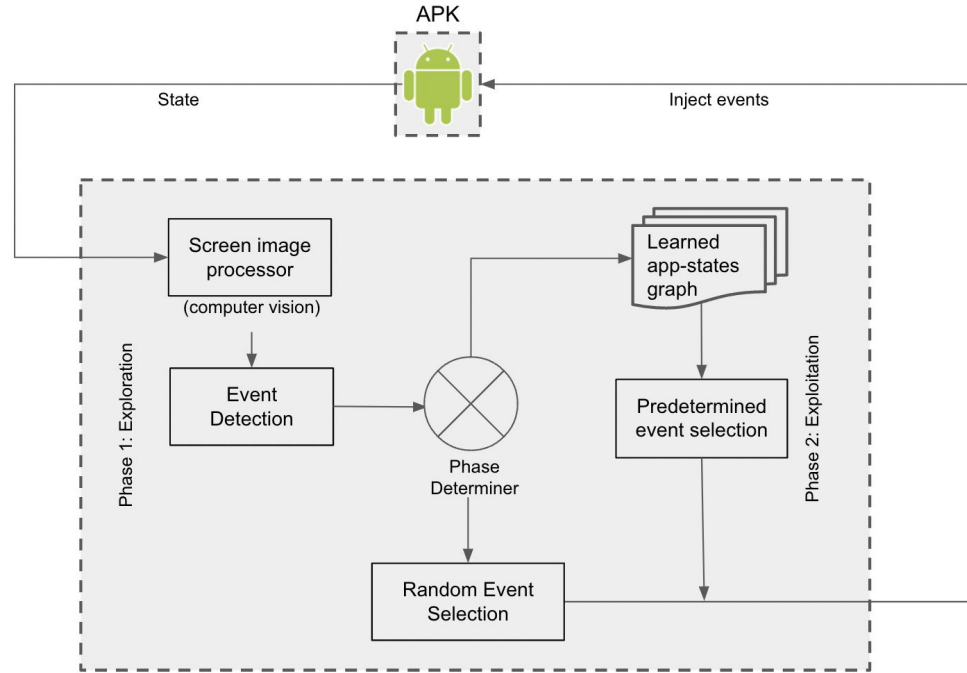 APK
State
Inject events
Screen image
processor
(computer vision)
Learned
app-states
graph
Phase 1: Exploration
Event
Detection
Phase
Determiner
Predetermined
event selection
Phase 2: Exploitation
Random Event
Selection